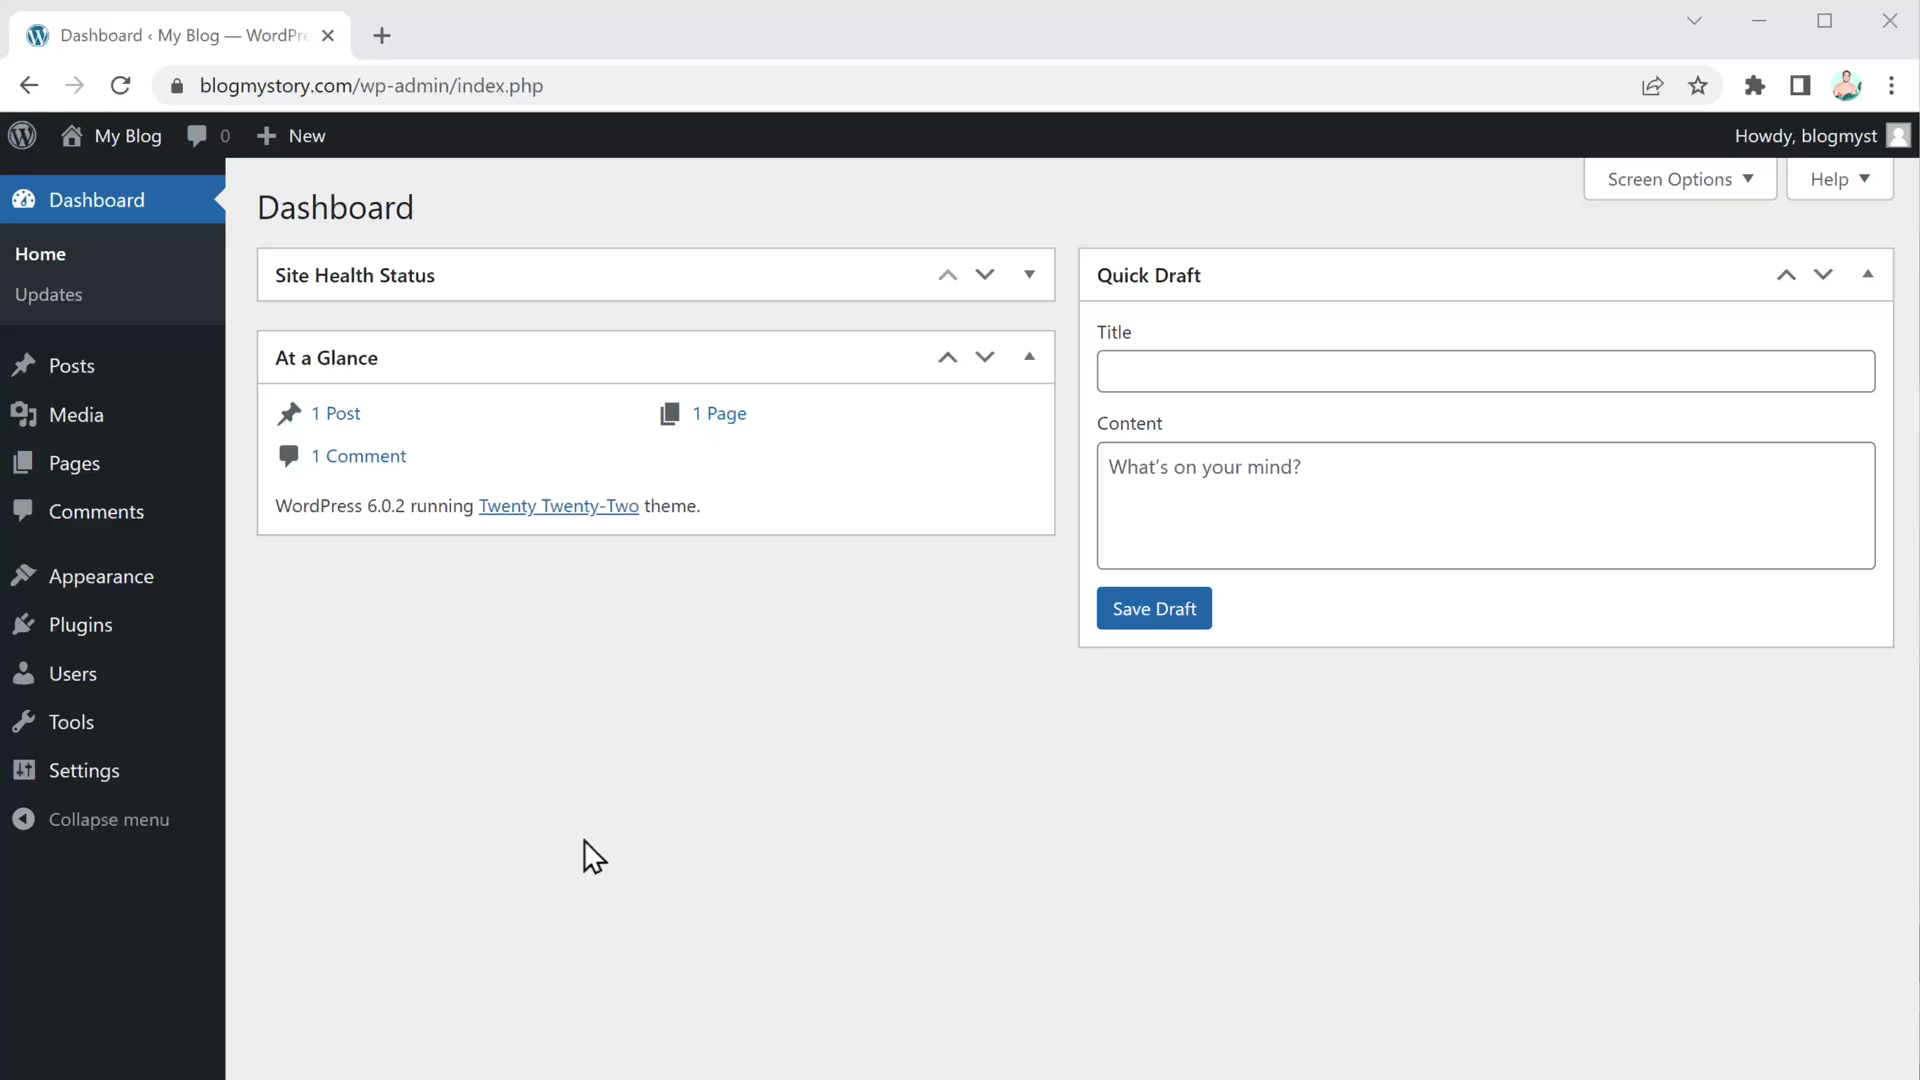 Dashboard ‹ My Blog — WordPre
blogmystory.com/wp-admin/index.php
My Blog
0
New
Howdy, blogmyst
Dashboard
Home
Updates
Posts
Media
Pages
Comments
Appearance
Plugins
Users
Tools
Settings
Collapse menu
Screen Options
Help
Dashboard
Site Health Status
At a Glance
1 Post
1 Page
1 Comment
WordPress 6.0.2 running Twenty Twenty-Two theme.
Quick Draft
Title
Content
What's on your mind?
Save Draft